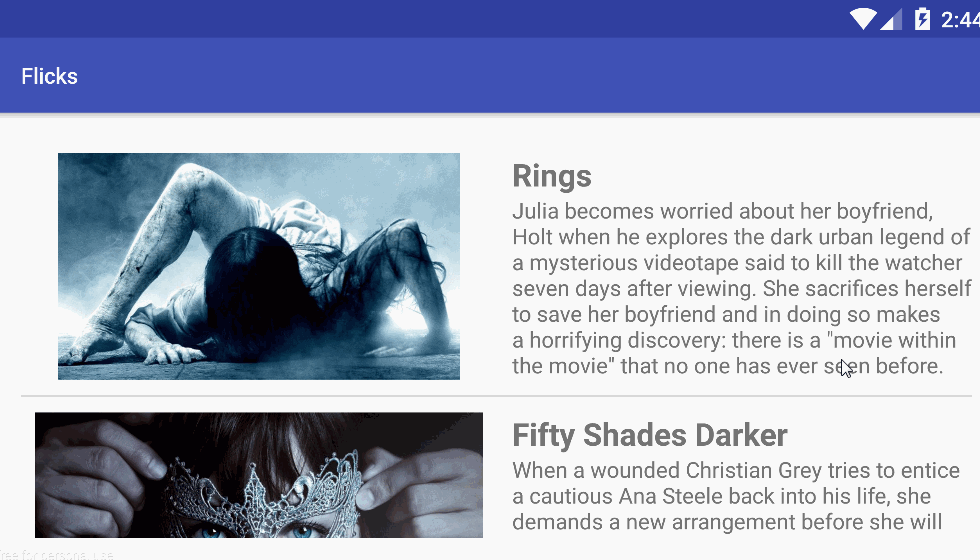 2:44
Flicks
Rings
Julia becomes worried about her boyfriend,
Holt when he explores the dark urban legend of
a mysterious videotape said to kill the watcher
seven days after viewing. She sacrifices herself
to save her boyfriend and in doing so makes
a horrifying discovery: there is a "movie within
the movie" that no one has ever seen before.
Fifty Shades Darker
When a wounded Christian Grey tries to entice
a cautious Ana Steele back into his life, she
demands a new arrangement before she will
free for personal use